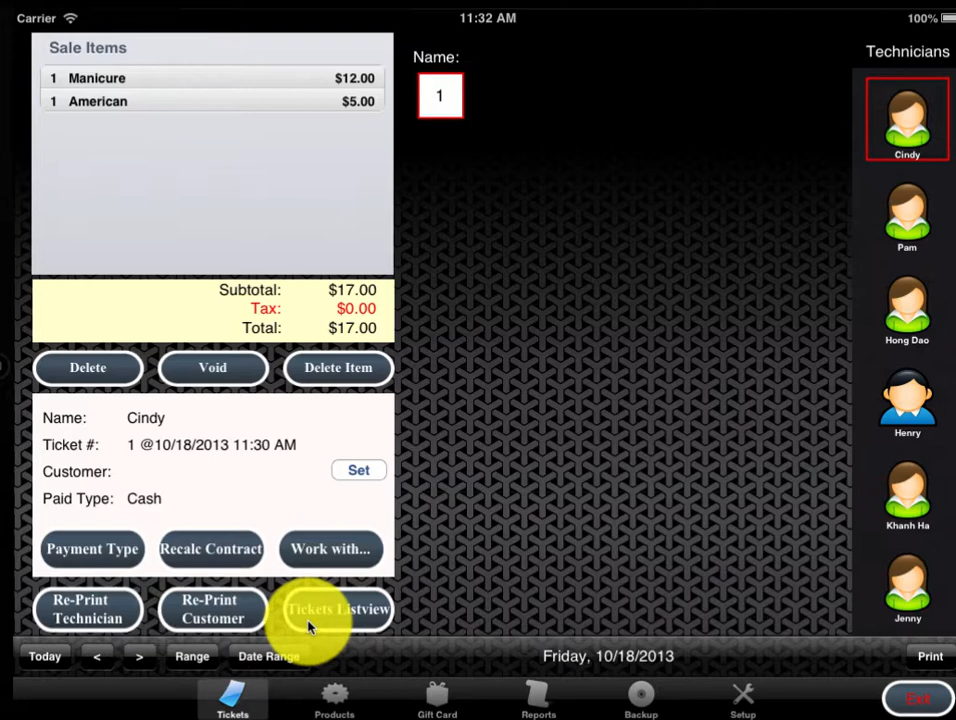 Carrier
11:32 AM
100%
Sale Items
1 Manicure $12.00
1 American $5.00
Subtotal: $17.00
Tax: $0.00
Total: $17.00
Delete
Void
Delete Item
Name: Cindy
Ticket #: 1 @10/18/2013 11:30 AM
Customer:
Set
Paid Type: Cash
Payment Type
Recalc Contract
Work with...
Re-Print
Technician
Re-Print
Customer
Tickets Listview
Name:
1
Technicians
Cindy
Pam
Hong Dao
Henry
Khanh Ha
Jenny
Today
<
>
Range
Date Range
Friday, 10/18/2013
Print
Tickets
Products
Gift Card
Reports
Backup
Setup
Exit